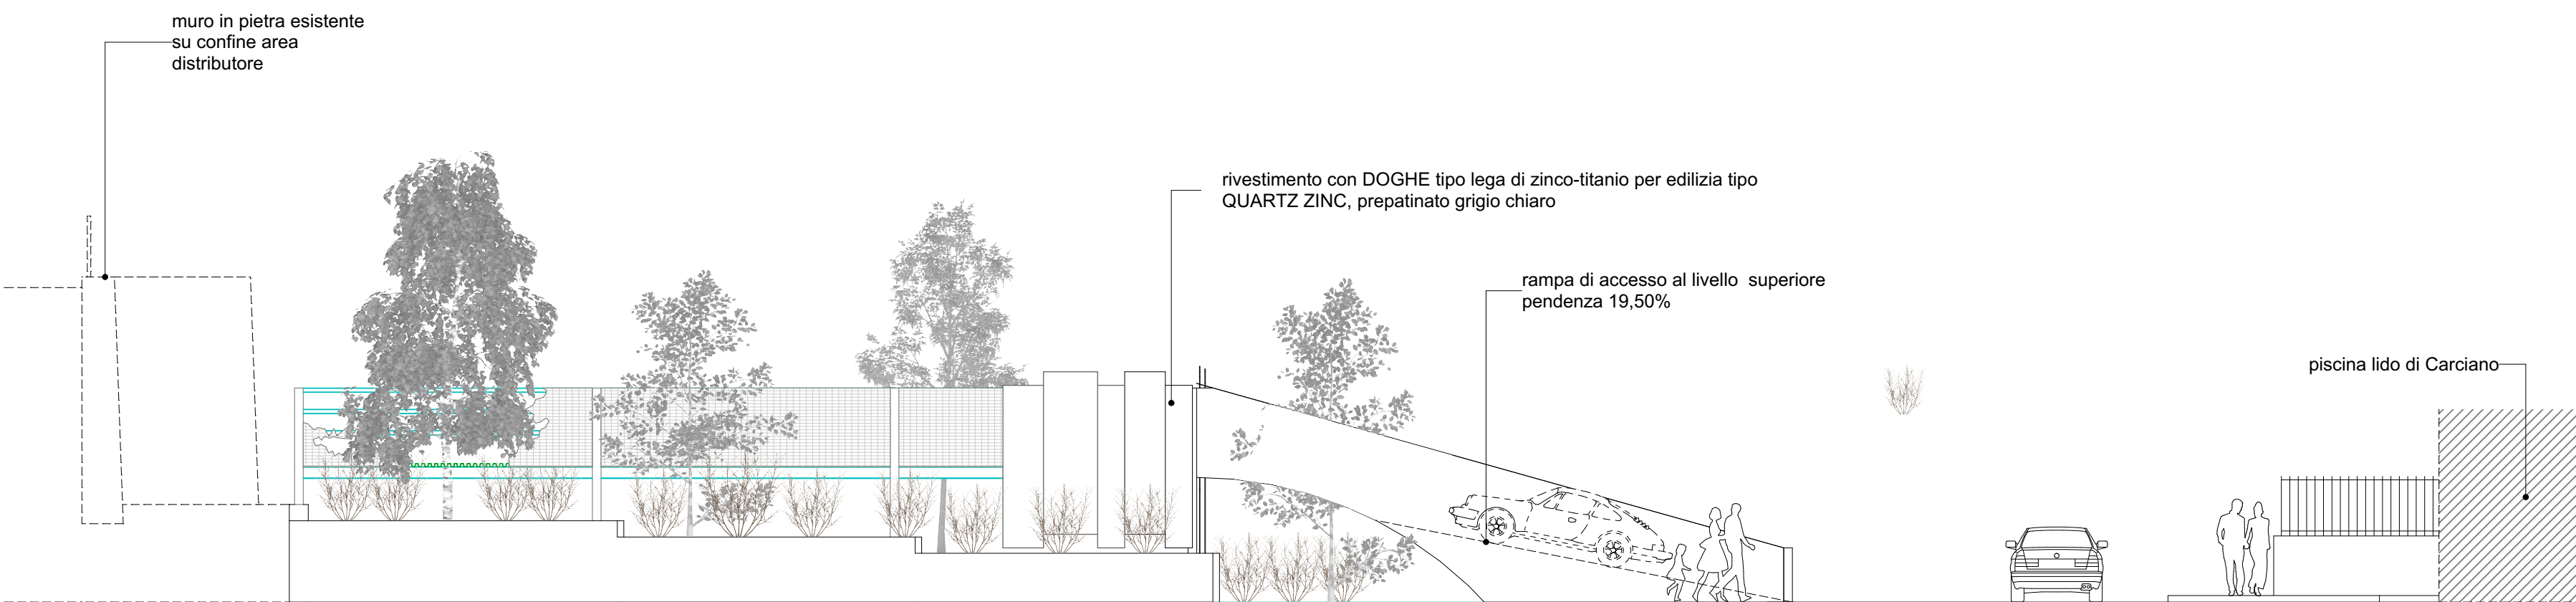 muro in pietra esistente
su confine area
distributore
rivestimento con DOGHE tipo lega di zinco-titanio per edilizia tipo
QUARTZ ZINC, prepatinato grigio chiaro
rampa di accesso al livello superiore
pendenza 19,50%
piscina lido di Carciano